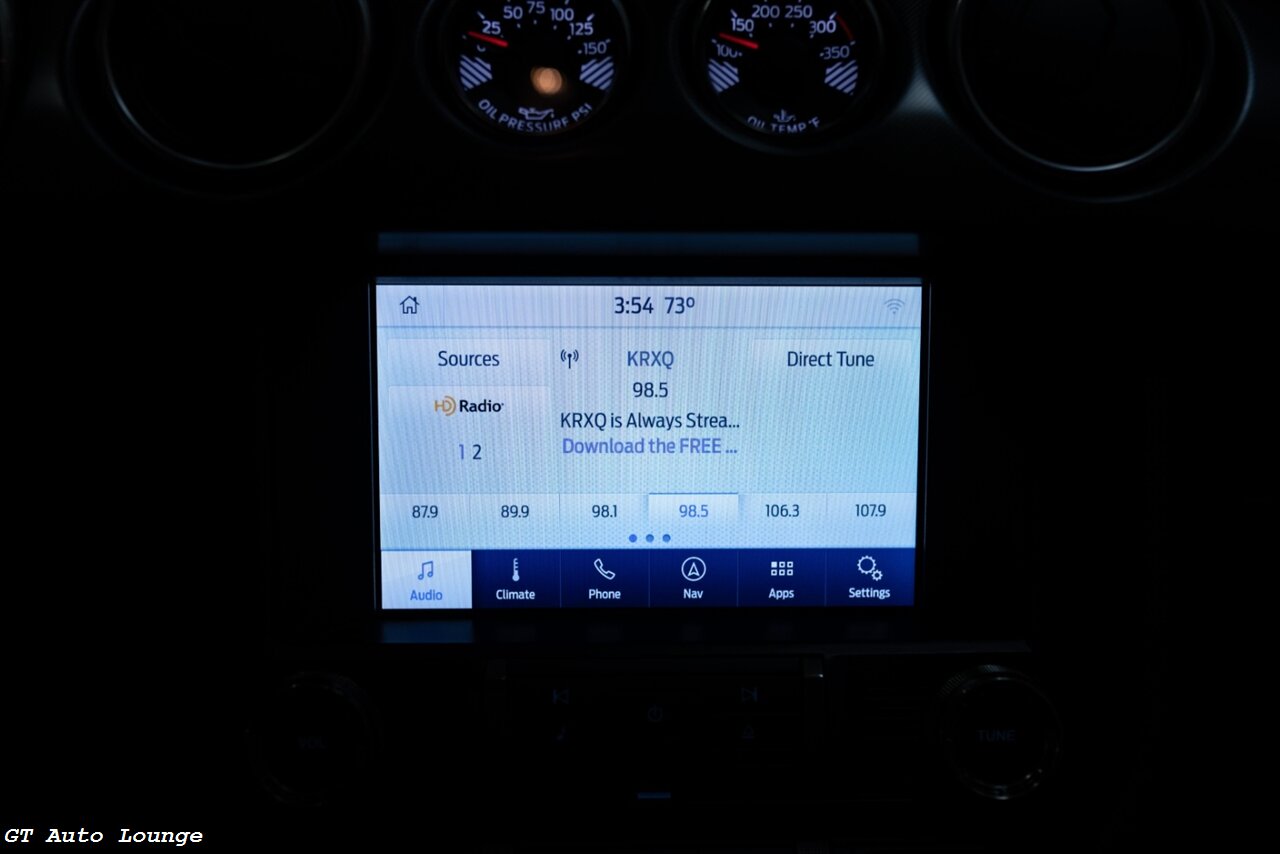 0 25 50 75 100 125 150
OIL PRESSURE PSI
100 150 200 250 300 350
OIL TEMP °F
3:54 73°
Sources
KRXQ
Direct Tune
98.5
HD Radio
KRXQ is Always Strea...
Download the FREE ...
1 2
87.9 89.9 98.1 98.5 106.3 107.9
Audio Climate Phone Nav Apps Settings
VOL
TUNE
GT Auto Lounge